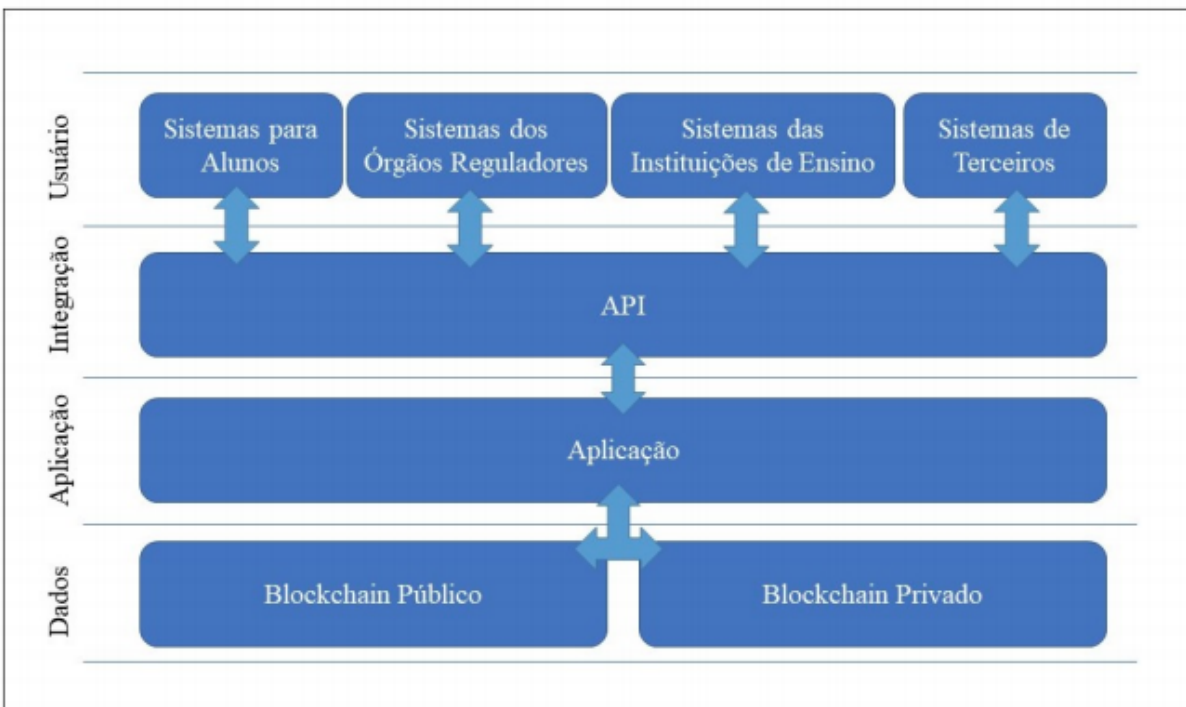 Usuário
Sistemas para
Alunos
Sistemas dos
Órgãos Reguladores
Sistemas das
Instituições de Ensino
Sistemas de
Terceiros
Integração
API
Aplicação
Aplicação
Dados
Blockchain Público
Blockchain Privado